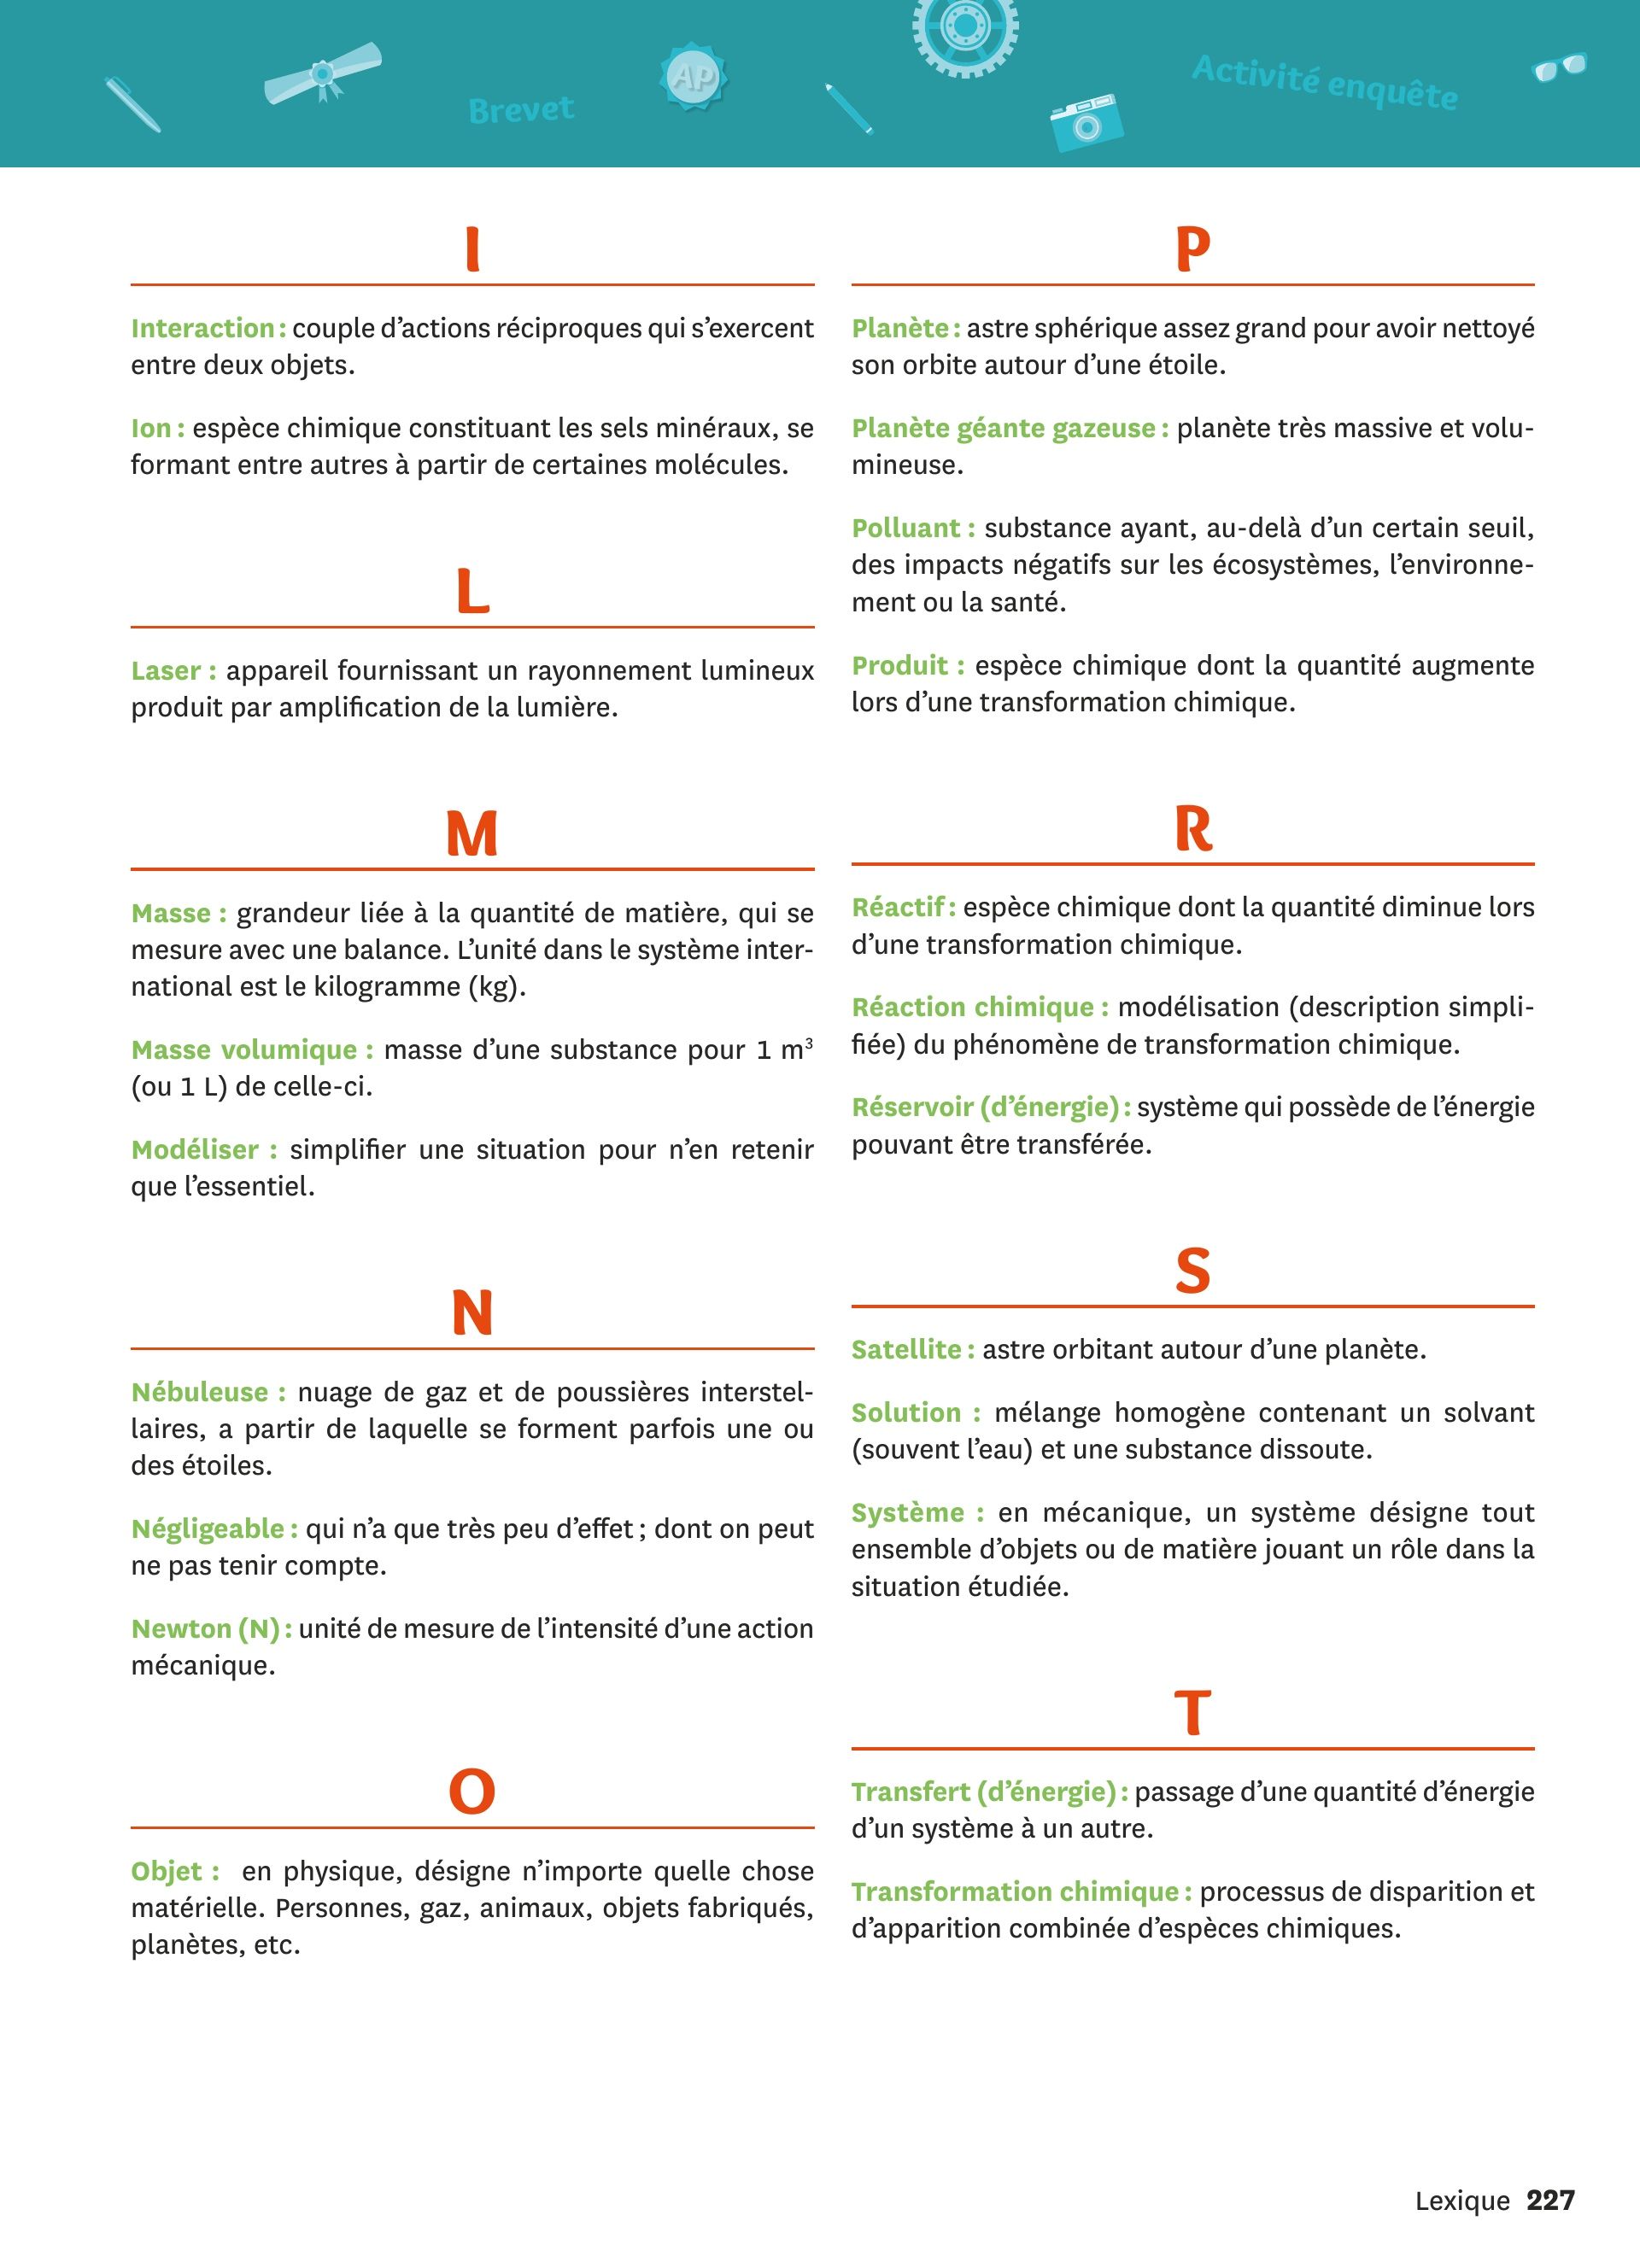 Brevet
AP
Activité enquête
I
Interaction : couple d’actions réciproques qui s’exercent
entre deux objets.
Ion : espèce chimique constituant les sels minéraux, se
formant entre autres à partir de certaines molécules.
L
Laser : appareil fournissant un rayonnement lumineux
produit par amplification de la lumière.
M
Masse : grandeur liée à la quantité de matière, qui se
mesure avec une balance. L’unité dans le système inter-
national est le kilogramme (kg).
Masse volumique : masse d’une substance pour 1 m³
(ou 1 L) de celle-ci.
Modéliser : simplifier une situation pour n’en retenir
que l’essentiel.
N
Nébuleuse : nuage de gaz et de poussières interstel-
laires, a partir de laquelle se forment parfois une ou
des étoiles.
Négligeable : qui n’a que très peu d’effet ; dont on peut
ne pas tenir compte.
Newton (N) : unité de mesure de l’intensité d’une action
mécanique.
O
Objet : en physique, désigne n’importe quelle chose
matérielle. Personnes, gaz, animaux, objets fabriqués,
planètes, etc.
P
Planète : astre sphérique assez grand pour avoir nettoyé
son orbite autour d’une étoile.
Planète géante gazeuse : planète très massive et volu-
mineuse.
Polluant : substance ayant, au-delà d’un certain seuil,
des impacts négatifs sur les écosystèmes, l’environne-
ment ou la santé.
Produit : espèce chimique dont la quantité augmente
lors d’une transformation chimique.
R
Réactif : espèce chimique dont la quantité diminue lors
d’une transformation chimique.
Réaction chimique : modélisation (description simpli-
fiée) du phénomène de transformation chimique.
Réservoir (d’énergie) : système qui possède de l’énergie
pouvant être transférée.
S
Satellite : astre orbitant autour d’une planète.
Solution : mélange homogène contenant un solvant
(souvent l’eau) et une substance dissoute.
Système : en mécanique, un système désigne tout
ensemble d’objets ou de matière jouant un rôle dans la
situation étudiée.
T
Transfert (d’énergie) : passage d’une quantité d’énergie
d’un système à un autre.
Transformation chimique : processus de disparition et
d’apparition combinée d’espèces chimiques.
Lexique 227